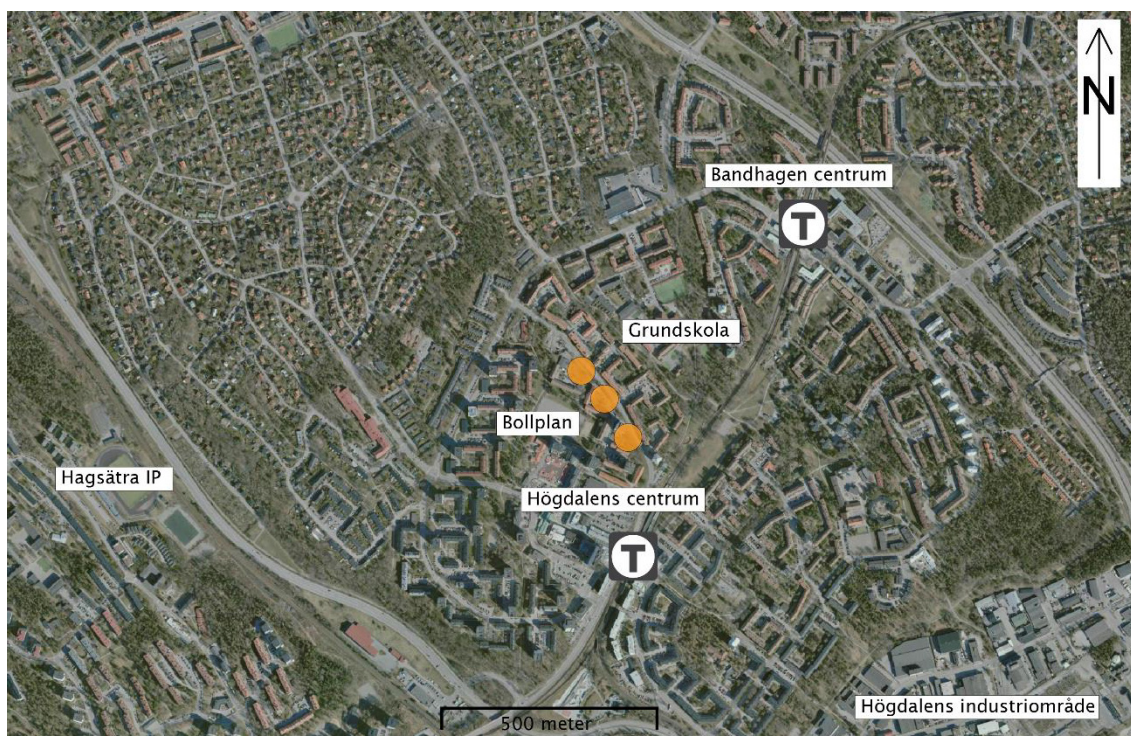 N
Bandhagen centrum
T
Grundskola
Bollplan
Hagsätra IP
Högdalens centrum
T
Högdalens industriområde
500 meter